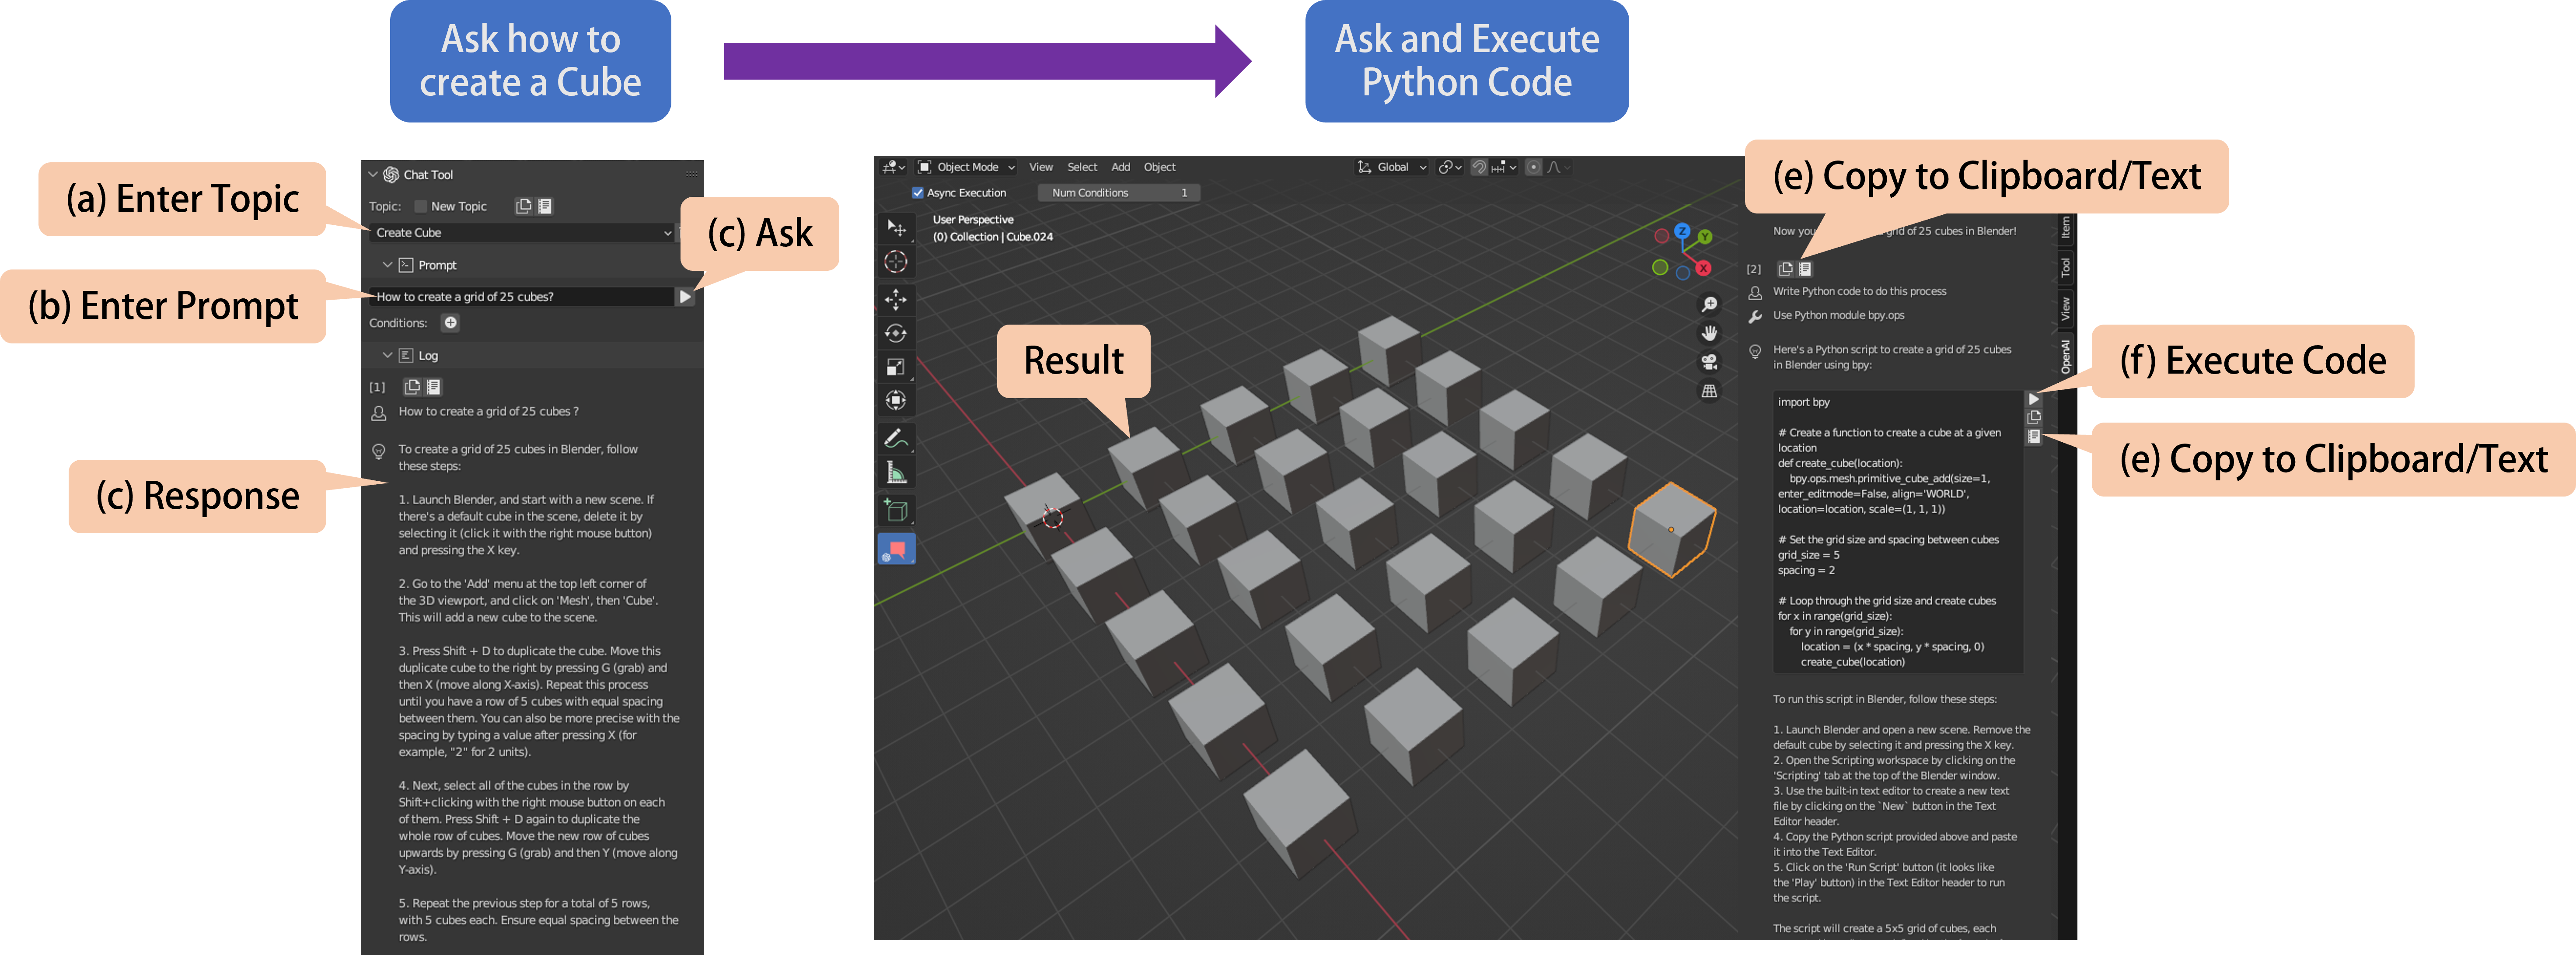 Ask how to
create a Cube
Ask and Execute
Python Code
(a) Enter Topic
(b) Enter Prompt
(c) Ask
(c) Response
Chat Tool
Topic:
New Topic
Create Cube
Prompt
How to create a grid of 25 cubes?
Conditions:
Log
[1]
How to create a grid of 25 cubes ?
To create a grid of 25 cubes in Blender, follow
these steps:
1. Launch Blender, and start with a new scene. If
there's a default cube in the scene, delete it by
selecting it (click it with the right mouse button)
and pressing the X key.
2. Go to the 'Add' menu at the top left corner of
the 3D viewport, and click on 'Mesh', then 'Cube'.
This will add a new cube to the scene.
3. Press Shift + D to duplicate the cube. Move this
duplicate cube to the right by pressing G (grab) and
then X (move along X-axis). Repeat this process
until you have a row of 5 cubes with equal spacing
between them. You can also be more precise with the
spacing by typing a value after pressing X (for
example, "2" for 2 units).
4. Next, select all of the cubes in the row by
Shift+clicking with the right mouse button on each
of them. Press Shift + D again to duplicate the
whole row of cubes. Move the new row of cubes
upwards by pressing G (grab) and then Y (move along
Y-axis).
5. Repeat the previous step for a total of 5 rows,
with 5 cubes each. Ensure equal spacing between the
rows.
Object Mode
View
Select
Add
Object
Global
Async Execution
Num Conditions
1
User Perspective
(0) Collection | Cube.024
Z
Y
X
Result
(e) Copy to Clipboard/Text
Now you grid of 25 cubes in Blender!
[2]
Write Python code to do this process
Use Python module bpy.ops
Here's a Python script to create a grid of 25 cubes
in Blender using bpy:
import bpy
# Create a function to create a cube at a given
location
def create_cube(location):
bpy.ops.mesh.primitive_cube_add(size=1,
enter_editmode=False, align='WORLD',
location=location, scale=(1, 1, 1))
# Set the grid size and spacing between cubes
grid_size = 5
spacing = 2
# Loop through the grid size and create cubes
for x in range(grid_size):
for y in range(grid_size):
location = (x * spacing, y * spacing, 0)
create_cube(location)
To run this script in Blender, follow these steps:
1. Launch Blender and open a new scene. Remove the
default cube by selecting it and pressing the X key.
2. Open the Scripting workspace by clicking on the
'Scripting' tab at the top of the Blender window.
3. Use the built-in text editor to create a new text
file by clicking on the `New` button in the Text
Editor header.
4. Copy the Python script provided above and paste
it into the Text Editor.
5. Click on the 'Run Script' button (it looks like
the 'Play' button) in the Text Editor header to run
the script.
The script will create a 5x5 grid of cubes, each
Item
Tool
View
OpenAI
(f) Execute Code
(e) Copy to Clipboard/Text